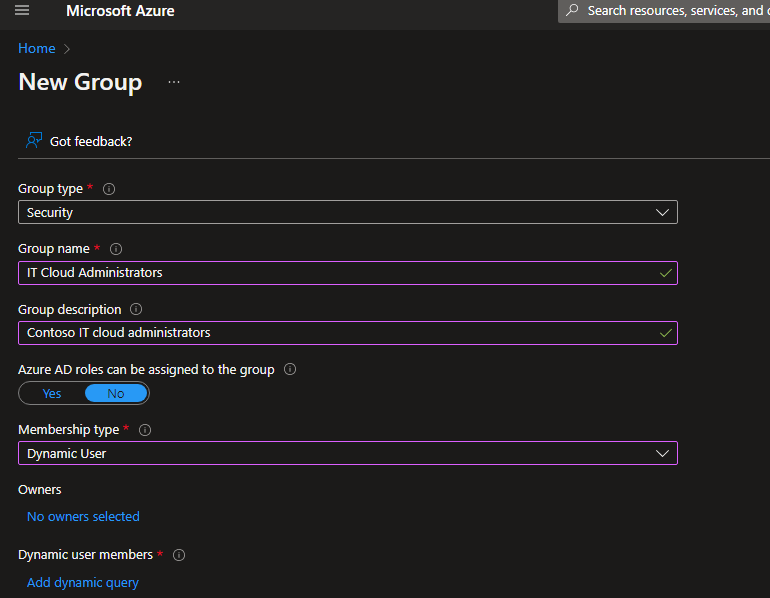 Microsoft Azure
Search resources, services, and
Home
New Group
...
Got feedback?
Group type *
Security
Group name *
IT Cloud Administrators
Group description
Contoso IT cloud administrators
Azure AD roles can be assigned to the group
Yes No
Membership type *
Dynamic User
Owners
No owners selected
Dynamic user members *
Add dynamic query